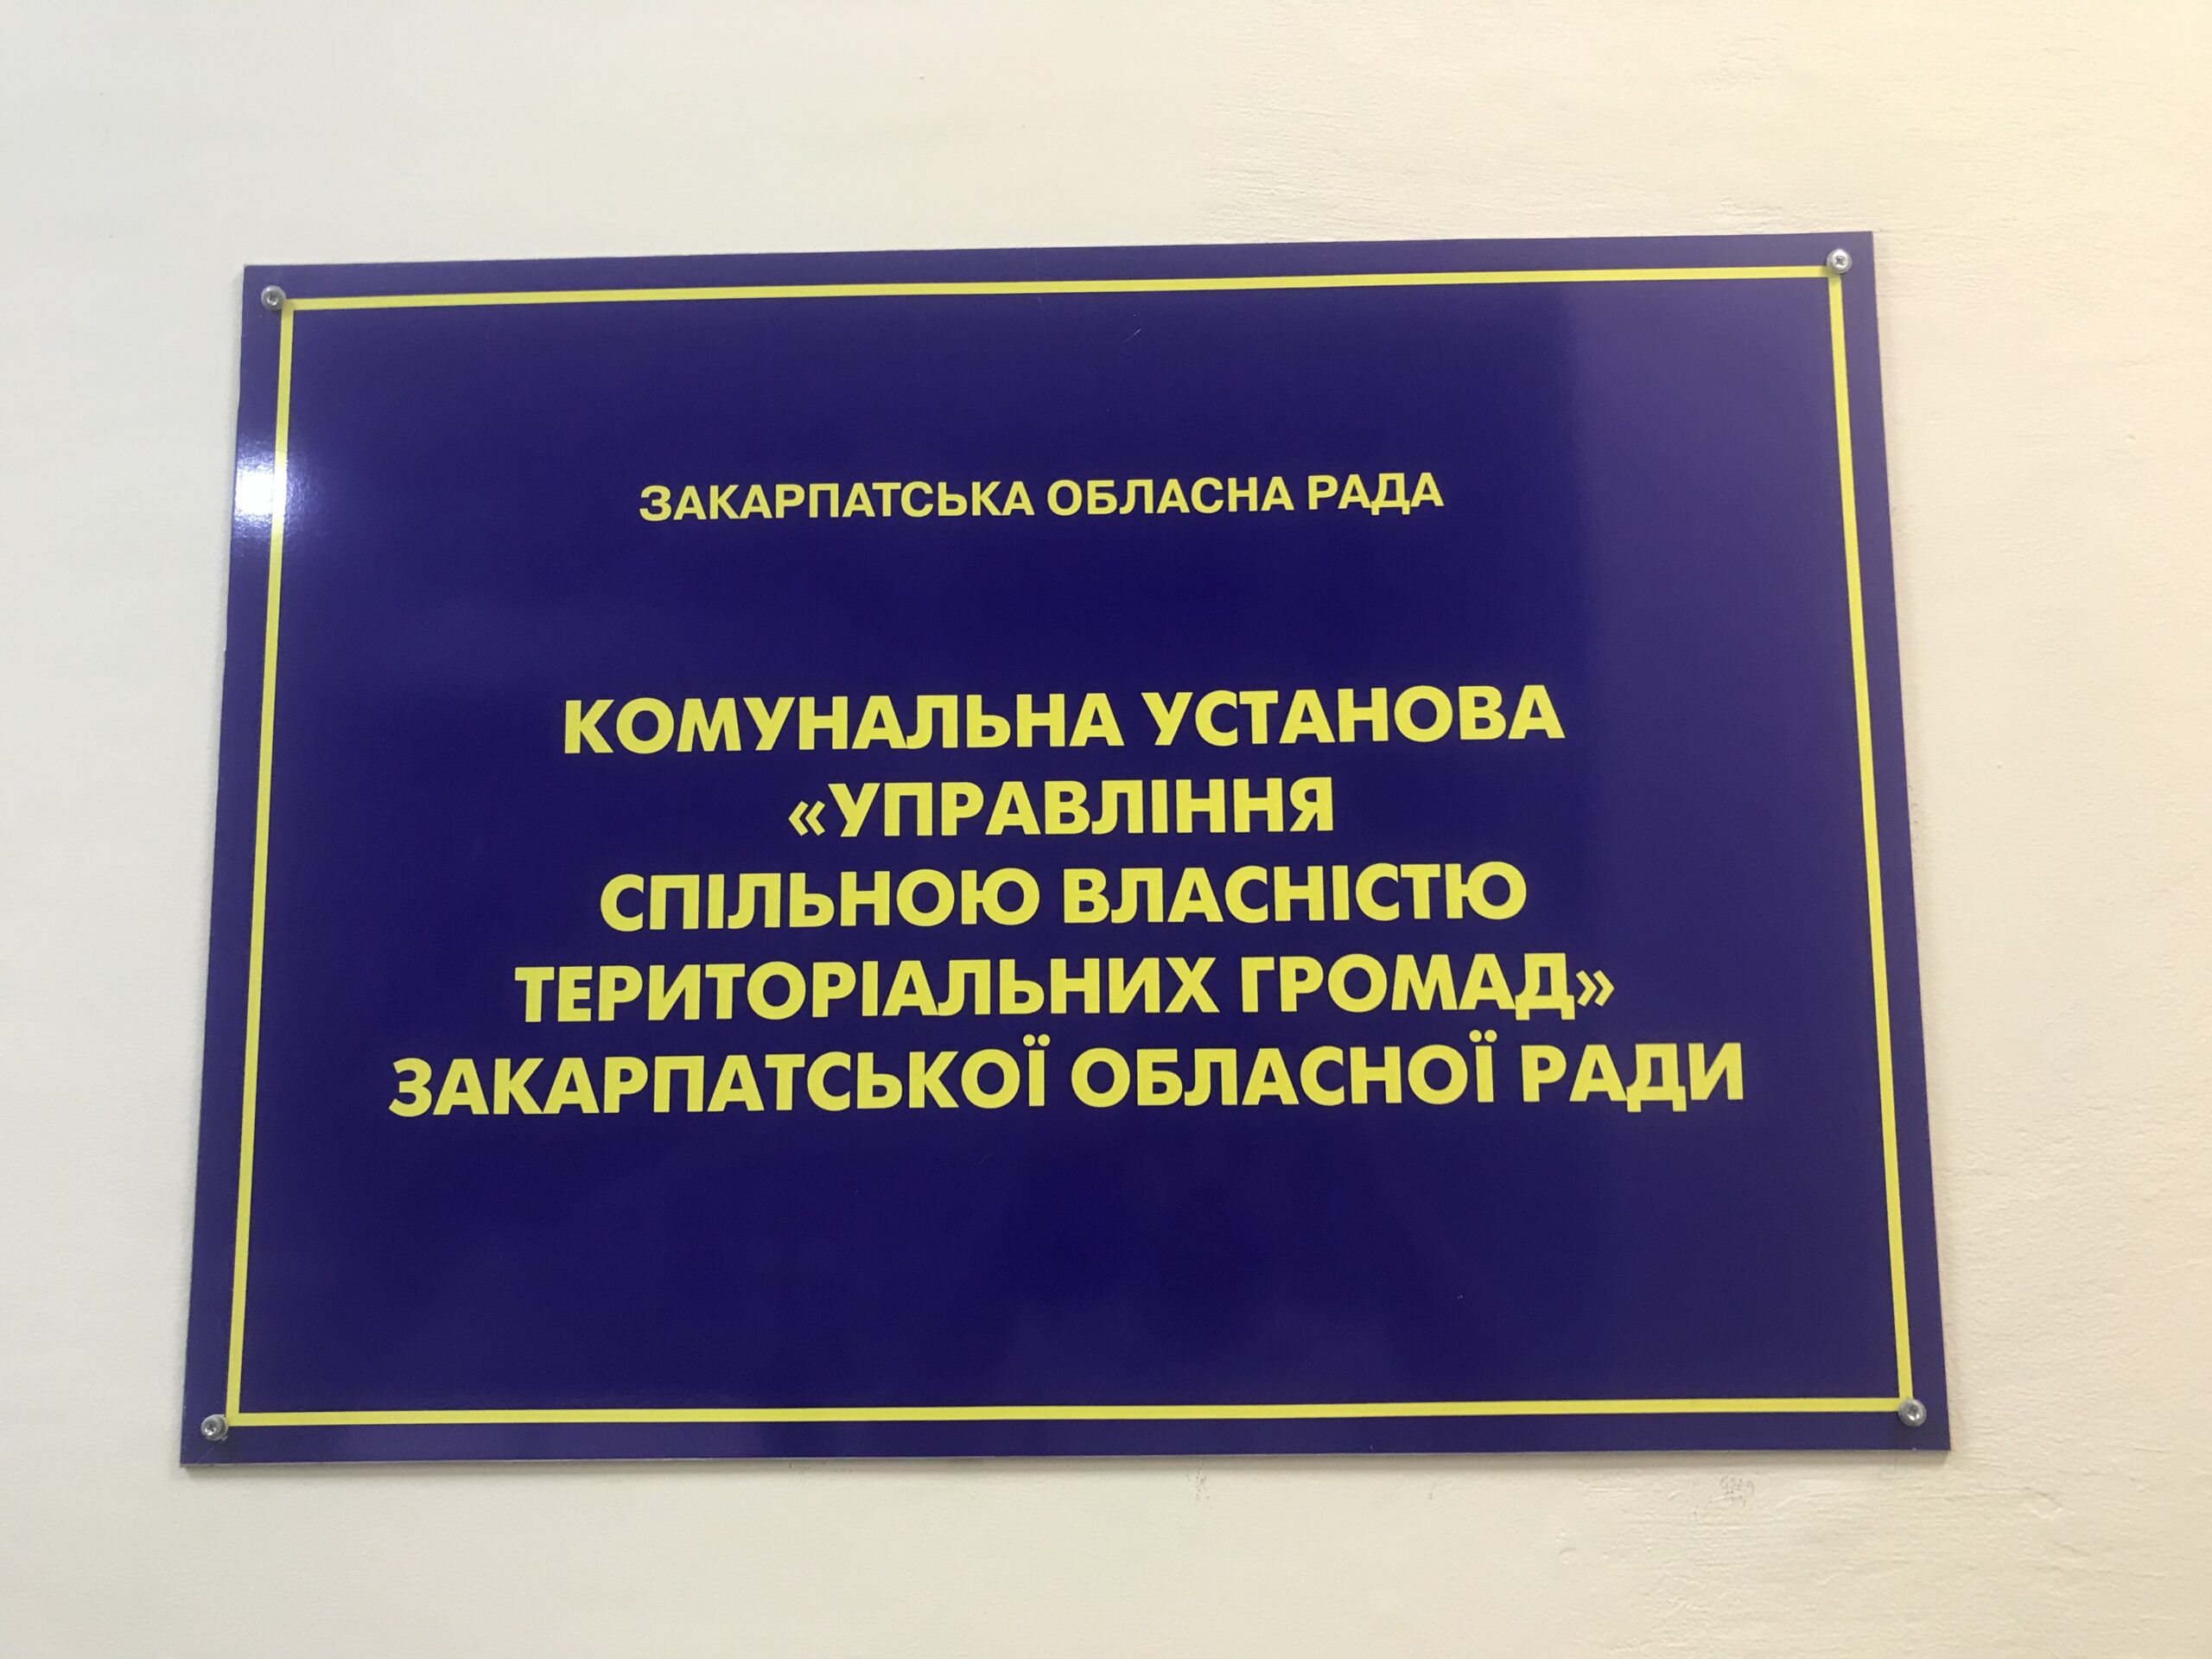 ЗАКАРПАТСЬКА ОБЛАСНА РАДА
КОМУНАЛЬНА УСТАНОВА
«УПРАВЛІННЯ
СПІЛЬНОЮ ВЛАСНІСТЮ
ТЕРИТОРІАЛЬНИХ ГРОМАД»
ЗАКАРПАТСЬКОЇ ОБЛАСНОЇ РАДИ